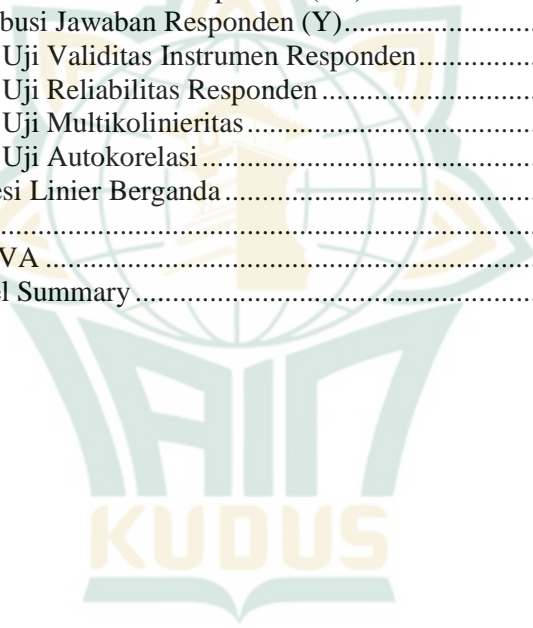 busi Jawaban Responden (Y)..............................
Uji Validitas Instrumen Responden....................
Uji Reliabilitas Responden..................................
Uji Multikolinieritas............................................
Uji Autokorelasi..................................................
esi Linier Berganda..............................................
..............................................................................
VA........................................................................
el Summary...........................................................
IAIN
KUDUS